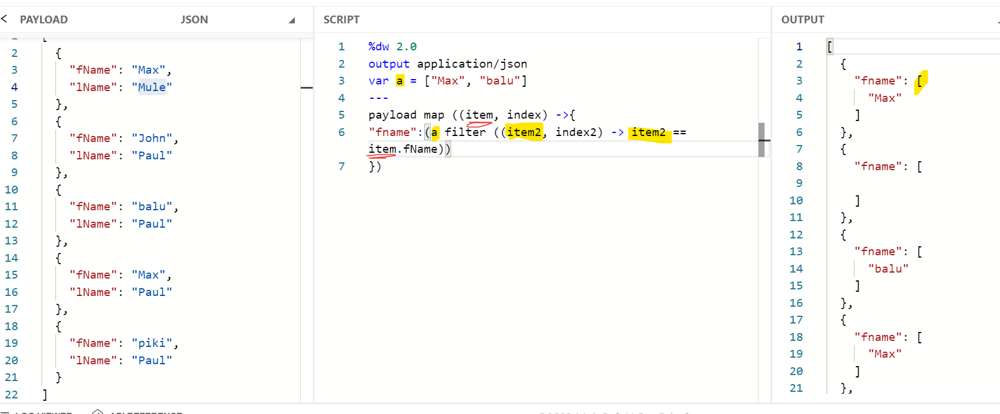 < PAYLOAD JSON
[
2 {
3 "fName": "Max",
4 "lName": "Mule"
5 },
6 {
7 "fName": "John",
8 "lName": "Paul"
9 },
10 {
11 "fName": "balu",
12 "lName": "Paul"
13 },
14 {
15 "fName": "Max",
16 "lName": "Paul"
17 },
18 {
19 "fName": "piki",
20 "lName": "Paul"
21 }
22 ]
SCRIPT
1 %dw 2.0
2 output application/json
3 var a = ["Max", "balu"]
4 ---
5 payload map ((item, index) ->{
6 "fname":(a filter ((item2, index2) -> item2 ==
item.fName))
7 })
OUTPUT
1 [
2 {
3 "fname": [
4 "Max"
5 ]
6 },
7 {
8 "fname": [
9
10 ]
11 },
12 {
13 "fname": [
14 "balu"
15 ]
16 },
17 {
18 "fname": [
19 "Max"
20 ]
21 },
LOG VIEWER API REFERENCE